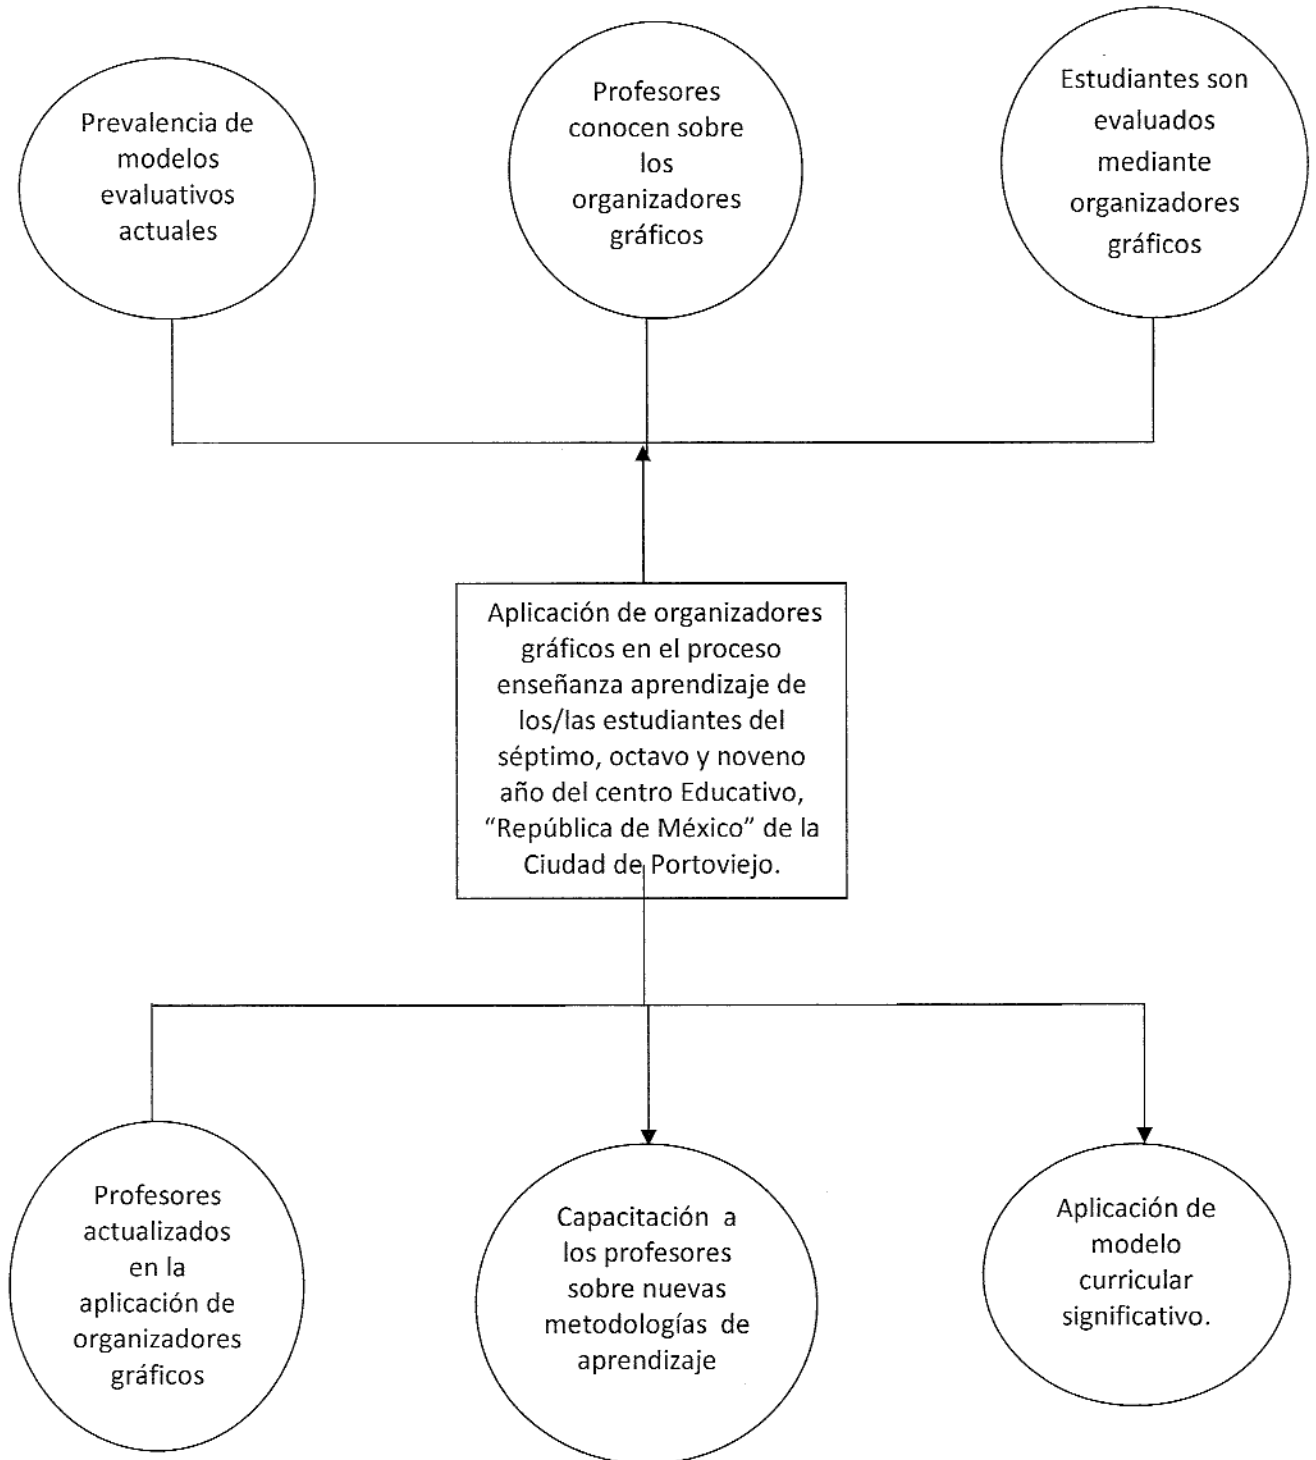 Prevalencia de
modelos
evaluativos
actuales
Profesores
conocen sobre
los
organizadores
gráficos
Estudiantes son
evaluados
mediante
organizadores
gráficos
Aplicación de organizadores
gráficos en el proceso
enseñanza aprendizaje de
los/las estudiantes del
séptimo, octavo y noveno
año del centro Educativo,
“República de México” de la
Ciudad de Portoviejo.
Profesores
actualizados
en la
aplicación de
organizadores
gráficos
Capacitación a
los profesores
sobre nuevas
metodologías de
aprendizaje
Aplicación de
modelo
curricular
significativo.